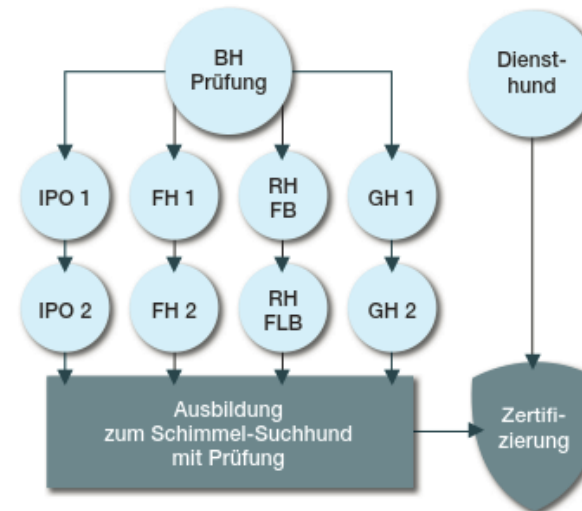 BH
Prüfung
Dienst-
hund
IPO 1
FH 1
RH
FB
GH 1
IPO 2
FH 2
RH
FLB
GH 2
Ausbildung
zum Schimmel-Suchhund
mit Prüfung
Zertifi-
zierung